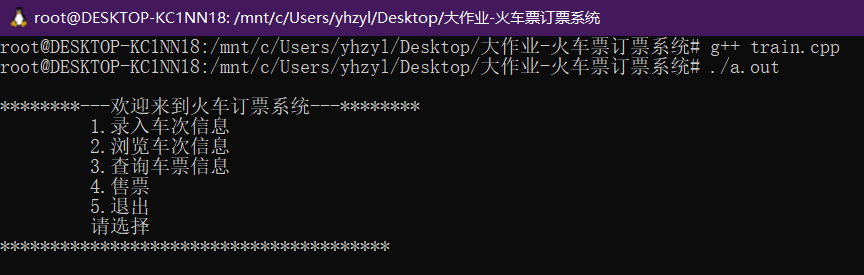 root@DESKTOP-KC1NN18: /mnt/c/Users/yhzyl/Desktop/大作业-火车票订票系统
root@DESKTOP-KC1NN18:/mnt/c/Users/yhzyl/Desktop/大作业-火车票订票系统# g++ train.cpp
root@DESKTOP-KC1NN18:/mnt/c/Users/yhzyl/Desktop/大作业-火车票订票系统# ./a.out
********---欢迎来到火车订票系统---********
1.录入车次信息
2.浏览车次信息
3.查询车票信息
4.售票
5.退出
请选择
***************************************